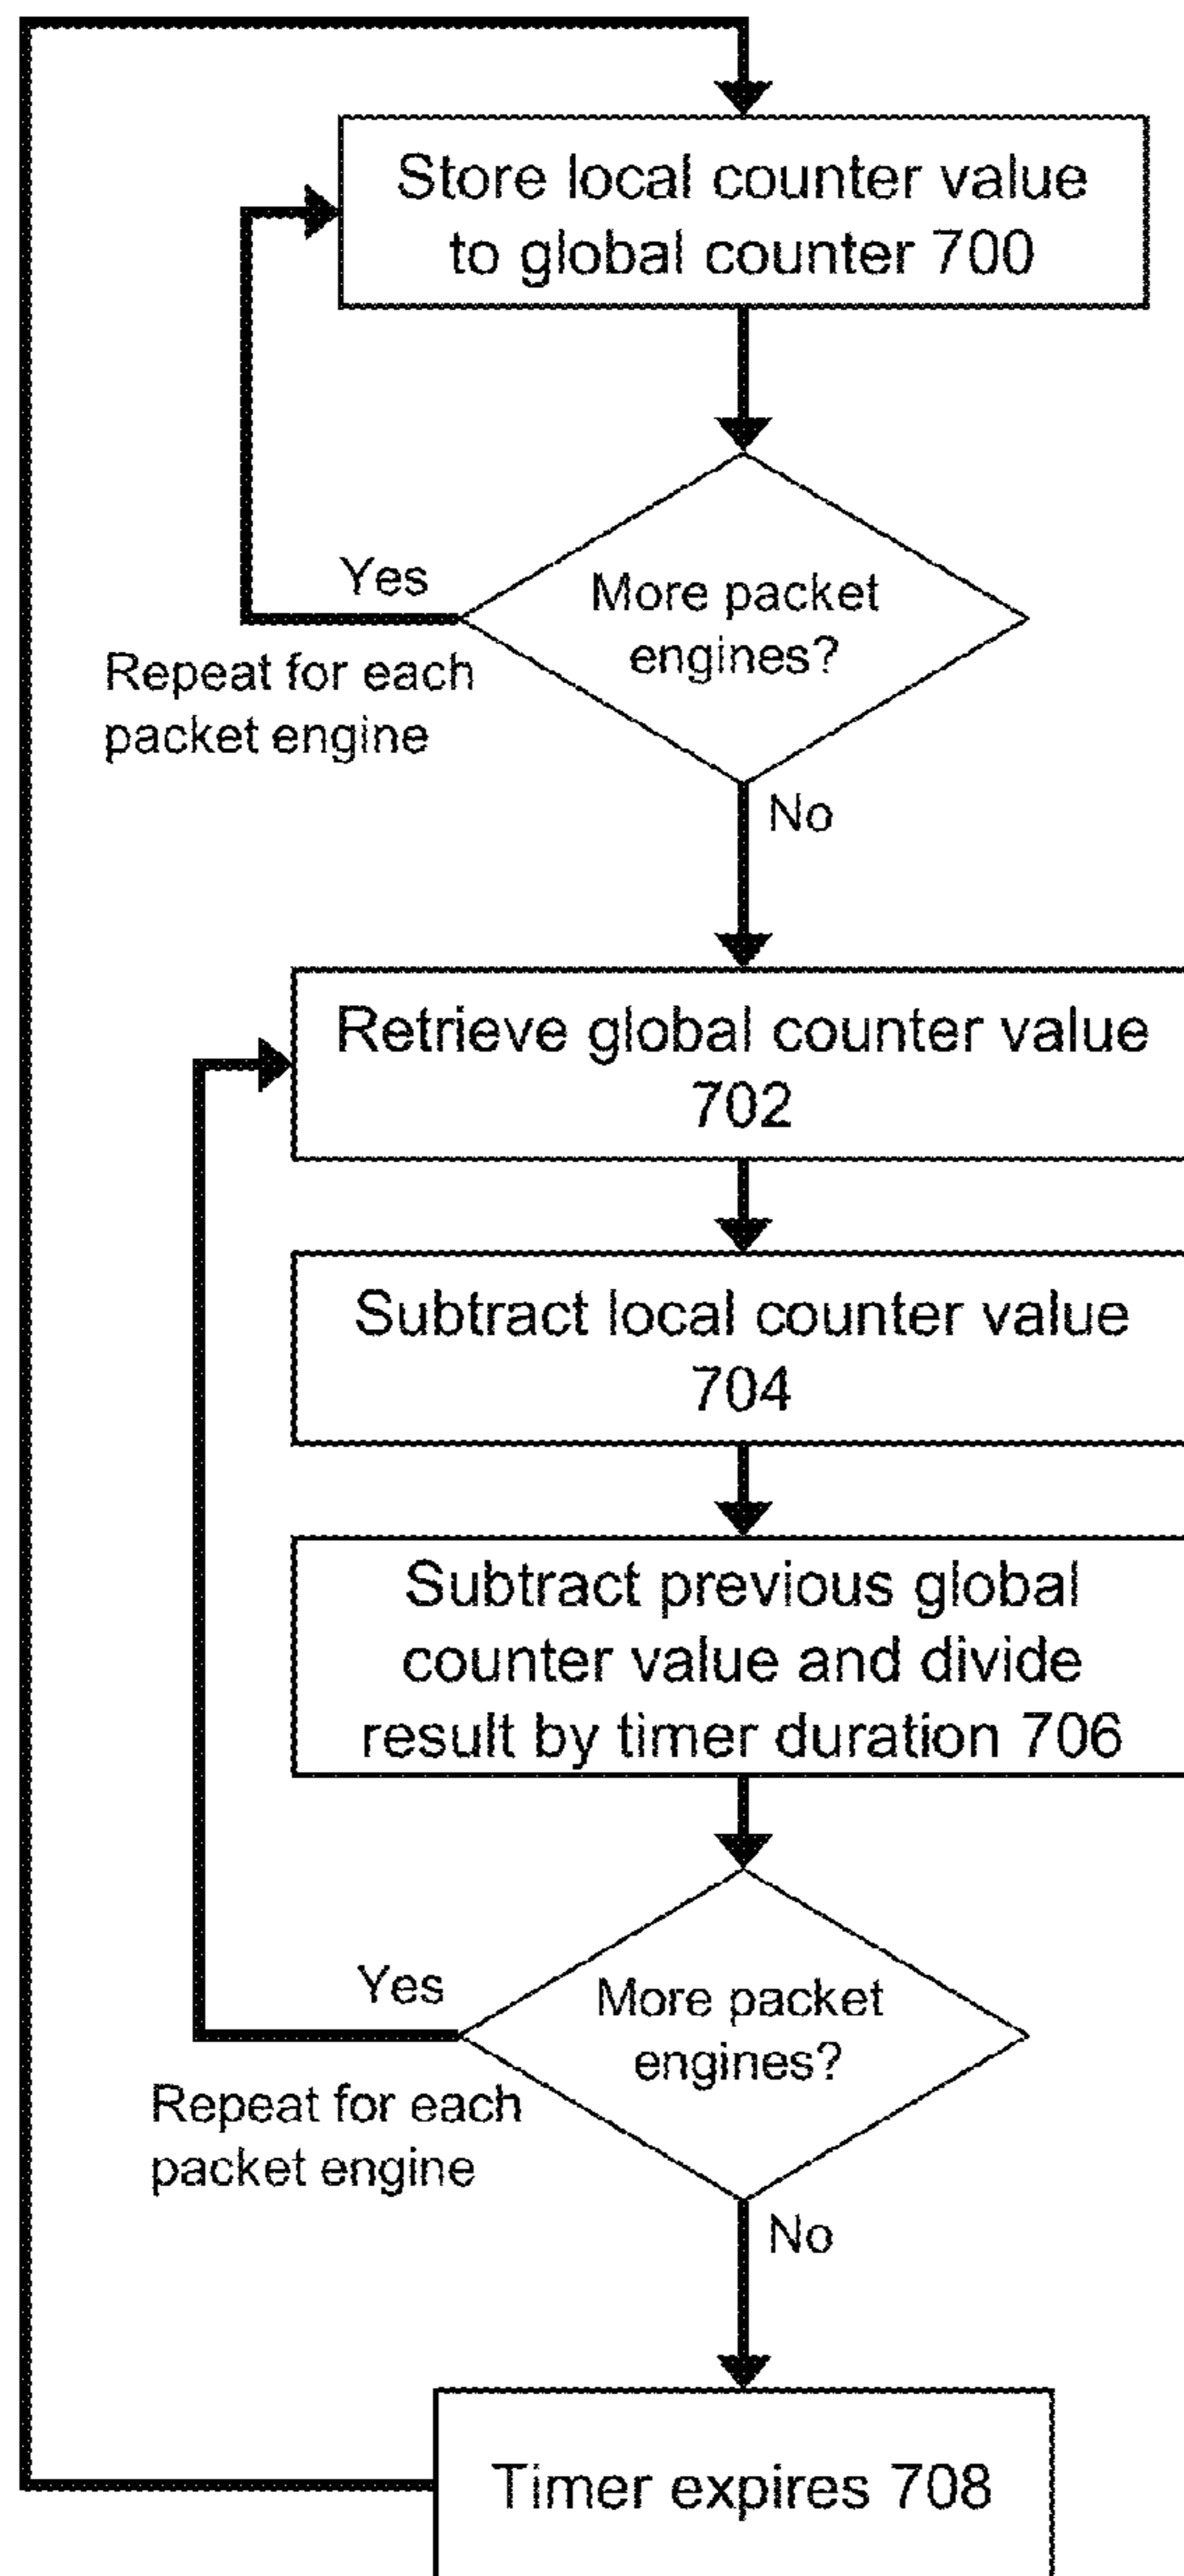 Store local counter value
to global counter 700
Yes
More packet
engines?
Repeat for each
packet engine
No
Retrieve global counter value
702
Subtract local counter value
704
Subtract previous global
counter value and divide
result by timer duration 706
Yes
More packet
engines?
Repeat for each
packet engine
No
Timer expires 708